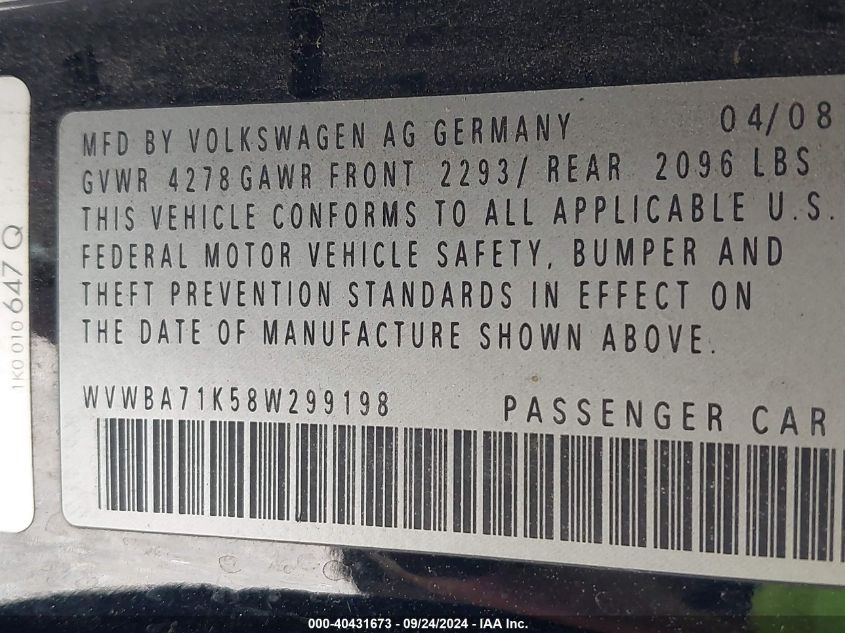 MFD BY VOLKSWAGEN AG GERMANY 04/08
GVWR 4278 GAWR FRONT 2293/ REAR 2096 LBS
THIS VEHICLE CONFORMS TO ALL APPLICABLE U.S.
FEDERAL MOTOR VEHICLE SAFETY, BUMPER AND
THEFT PREVENTION STANDARDS IN EFFECT ON
THE DATE OF MANUFACTURE SHOWN ABOVE.
WVWBA71K58W299198 PASSENGER CAR
1K0 010 647 Q
000-40431673 - 09/24/2024 - IAA Inc.